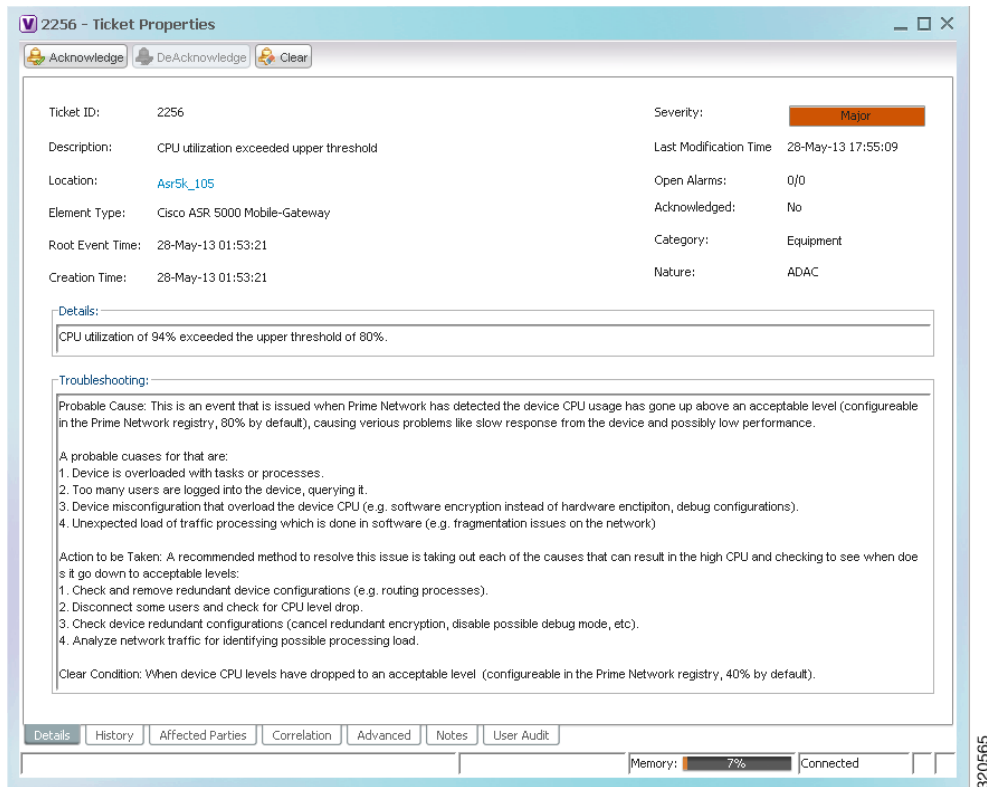 2256 - Ticket Properties
Acknowledge DeAcknowledge Clear
Ticket ID: 2256 Severity: Major
Description: CPU utilization exceeded upper threshold Last Modification Time 28-May-13 17:55:09
Location: Asr5k_105 Open Alarms: 0/0
Element Type: Cisco ASR 5000 Mobile-Gateway Acknowledged: No
Root Event Time: 28-May-13 01:53:21 Category: Equipment
Creation Time: 28-May-13 01:53:21 Nature: ADAC
Details:
CPU utilization of 94% exceeded the upper threshold of 80%.
Troubleshooting:
Probable Cause: This is an event that is issued when Prime Network has detected the device CPU usage has gone up above an acceptable level (configureable
in the Prime Network registry, 80% by default), causing verious problems like slow response from the device and possibly low performance.
A probable cuases for that are:
1. Device is overloaded with tasks or processes.
2. Too many users are logged into the device, querying it.
3. Device misconfiguration that overload the device CPU (e.g. software encryption instead of hardware enctipiton, debug configurations).
4. Unexpected load of traffic processing which is done in software (e.g. fragmentation issues on the network)
Action to be Taken: A recommended method to resolve this issue is taking out each of the causes that can result in the high CPU and checking to see when doe
s it go down to acceptable levels:
1. Check and remove redundant device configurations (e.g. routing processes).
2. Disconnect some users and check for CPU level drop.
3. Check device redundant configurations (cancel redundant encryption, disable possible debug mode, etc).
4. Analyze network traffic for identifying possible processing load.
Clear Condition: When device CPU levels have dropped to an acceptable level (configureable in the Prime Network registry, 40% by default).
Details History Affected Parties Correlation Advanced Notes User Audit
Memory: 7% Connected
320565